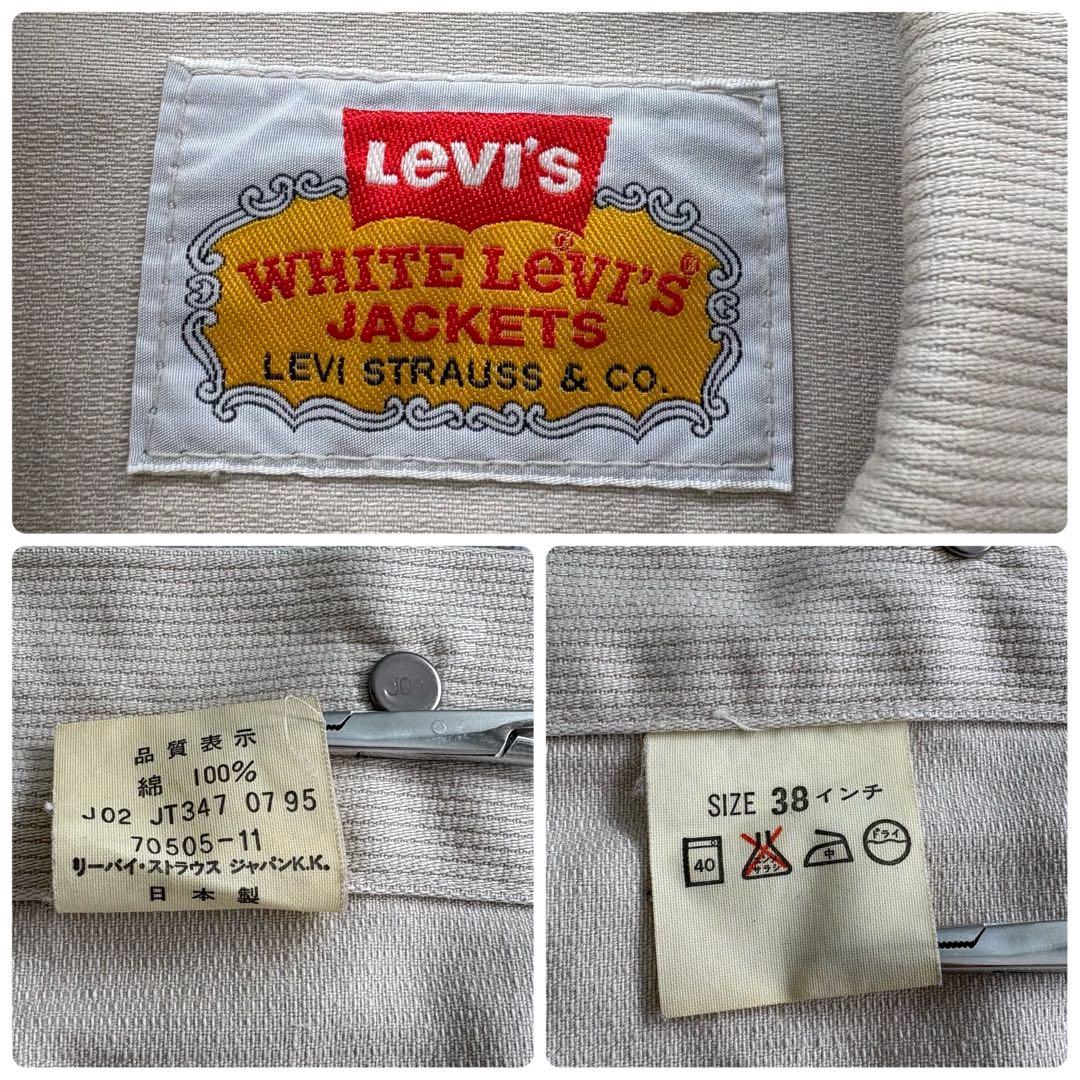 LEVI'S
WHITE LEVI'S®
JACKETS
LEVI STRAUSS & CO.
J02
品質表示
綿 100%
J02 JT347 0795
70505-11
リーバイ・ストラウス ジャパンK.K.
日本製
SIZE 38インチ
40
中
ドライ